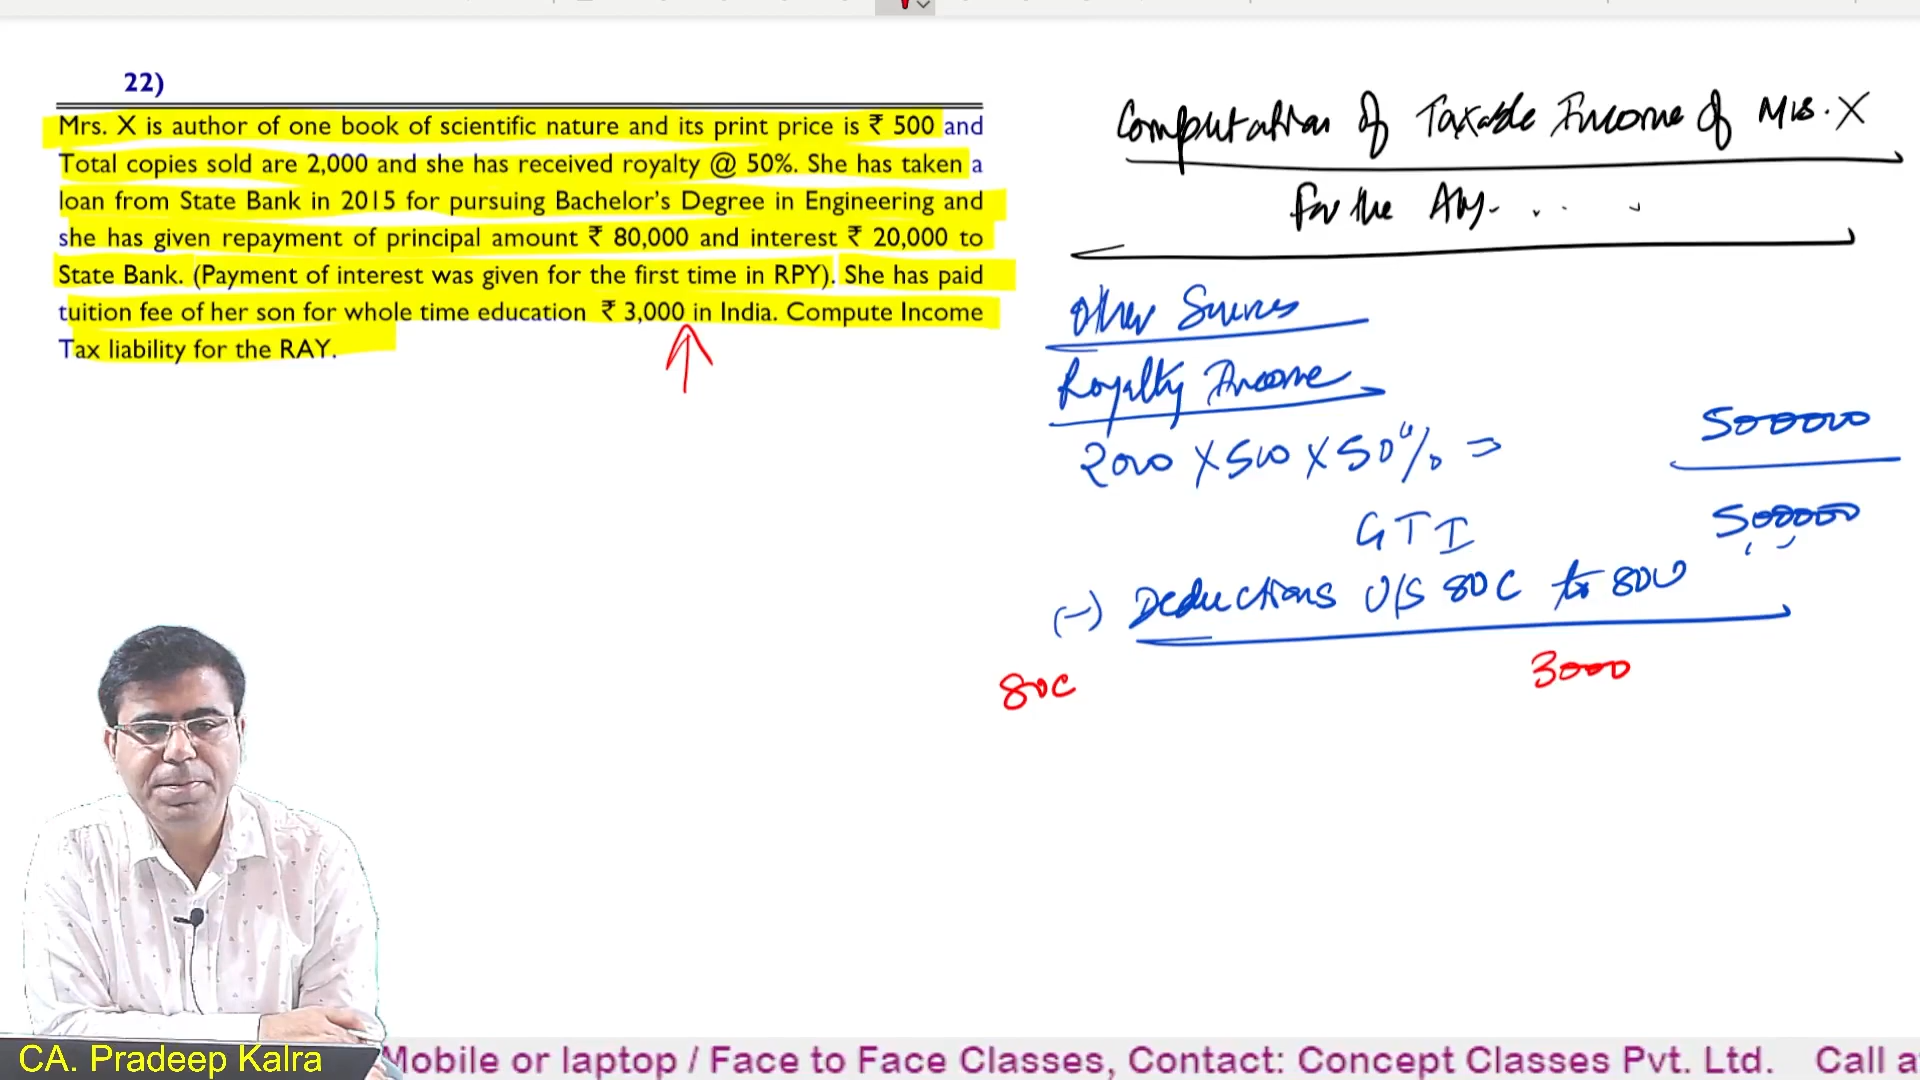 22)
Mrs. X is author of one book of scientific nature and its print price is ₹ 500 and
Total copies sold are 2,000 and she has received royalty @ 50%. She has taken a
loan from State Bank in 2015 for pursuing Bachelor's Degree in Engineering and
she has given repayment of principal amount ₹ 80,000 and interest ₹ 20,000 to
State Bank. (Payment of interest was given for the first time in RPY). She has paid
tuition fee of her son for whole time education ₹ 3,000 in India. Compute Income
Tax liability for the RAY.
Computation of Taxable Income of Mrs. X
for the AY- . . . .
Other Sources
Royalty Income
2000 X 500 X 50% = 500000
GTI 500000
(-) Deductions U/S 80C to 80U
80C 3000
CA. Pradeep Kalra
Mobile or laptop / Face to Face Classes, Contact: Concept Classes Pvt. Ltd. Call a